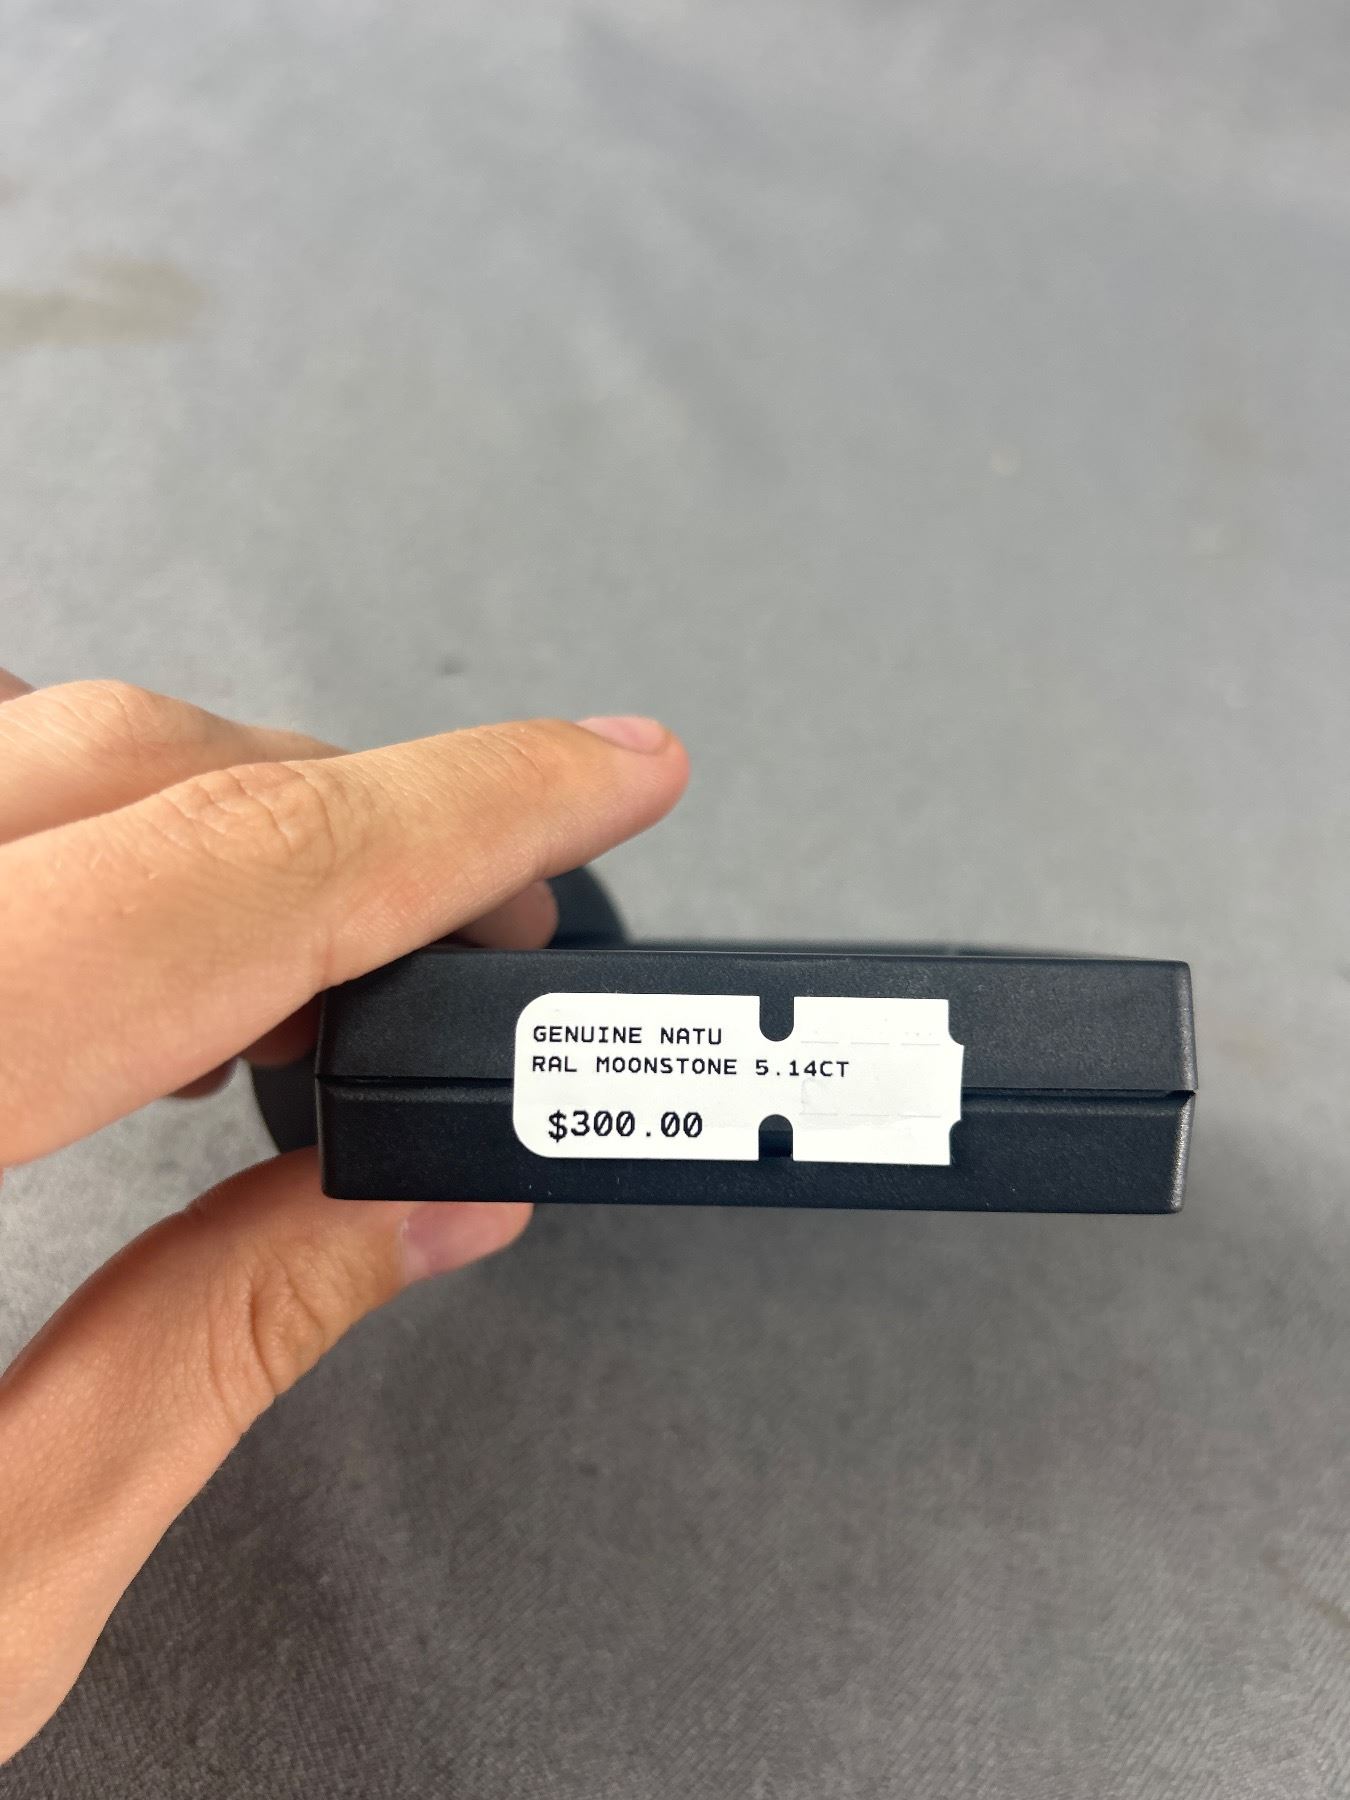 GENUINE NATU
RAL MOONSTONE 5.14CT
$300.00